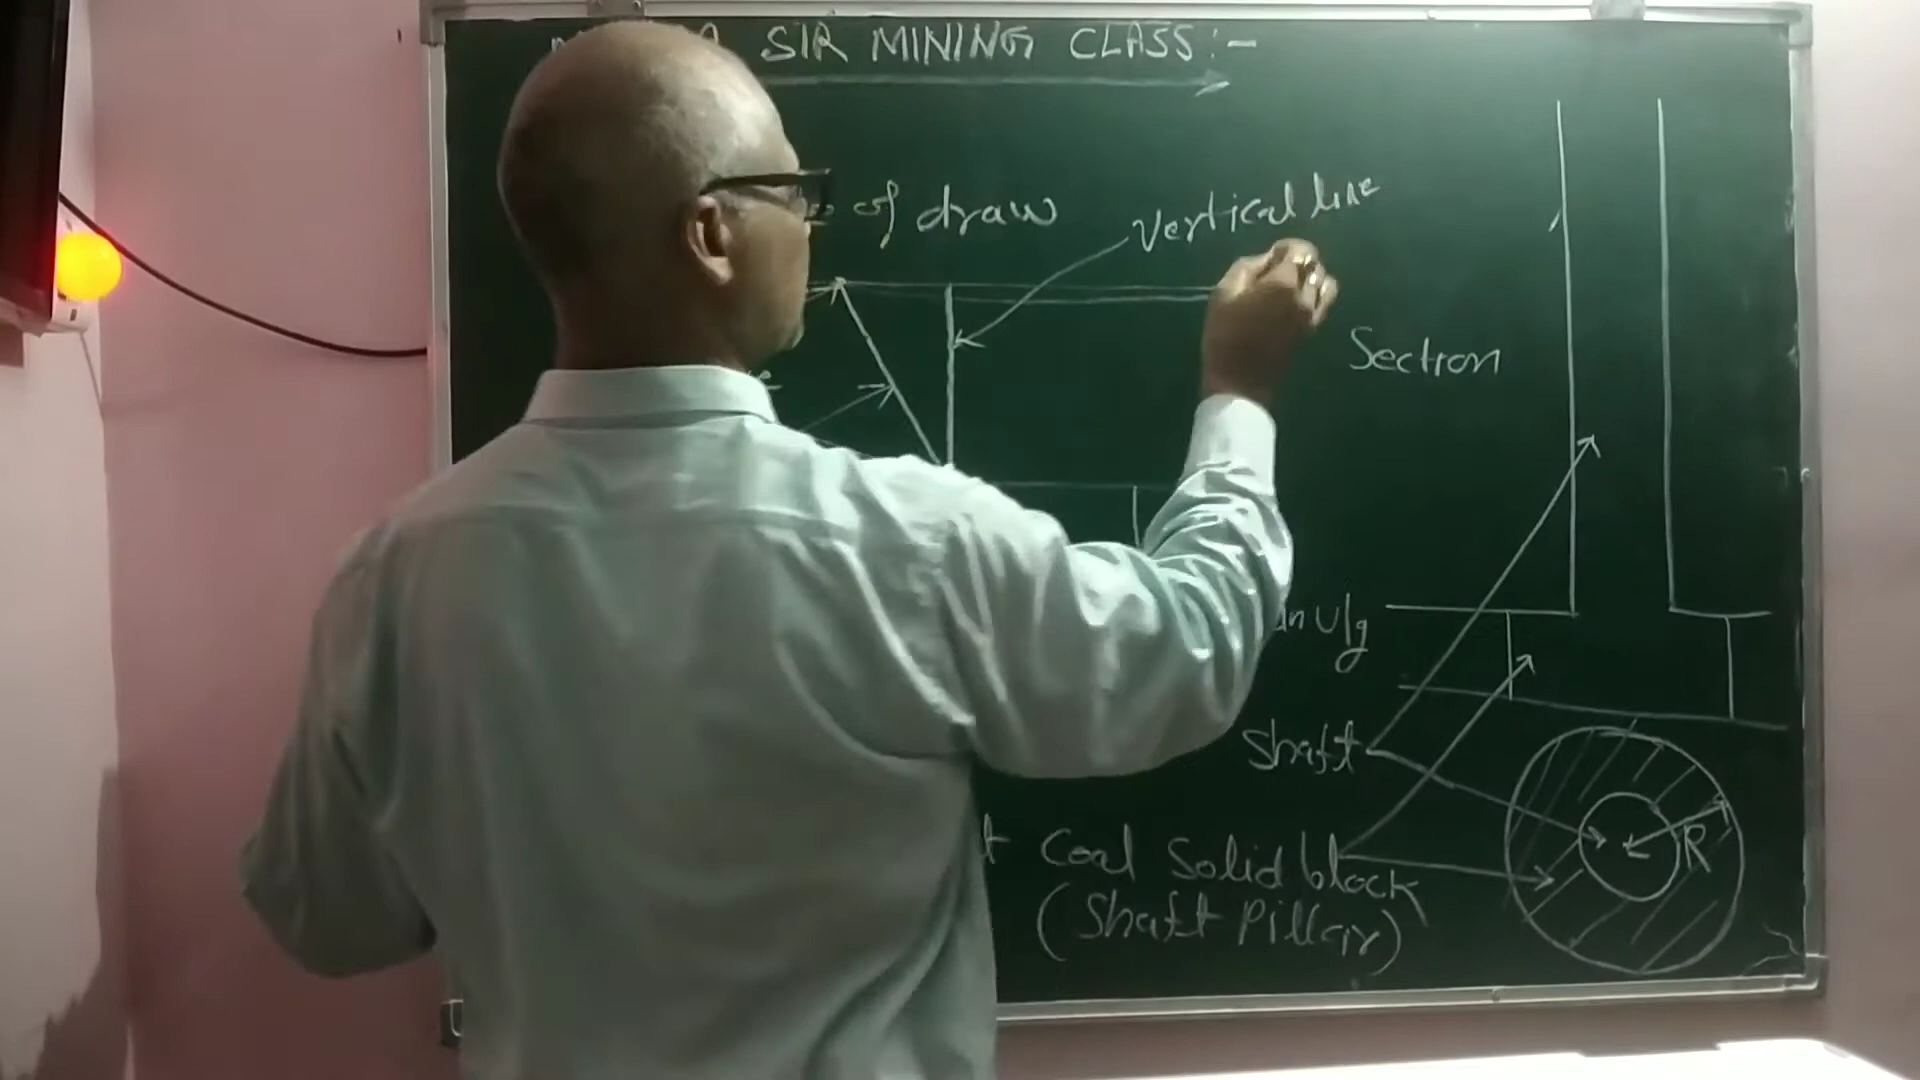 SIR MINING CLASS :-
of draw
Vertical line
Section
U/g
Shaft
Coal Solid block
(Shaft Pillar)
R